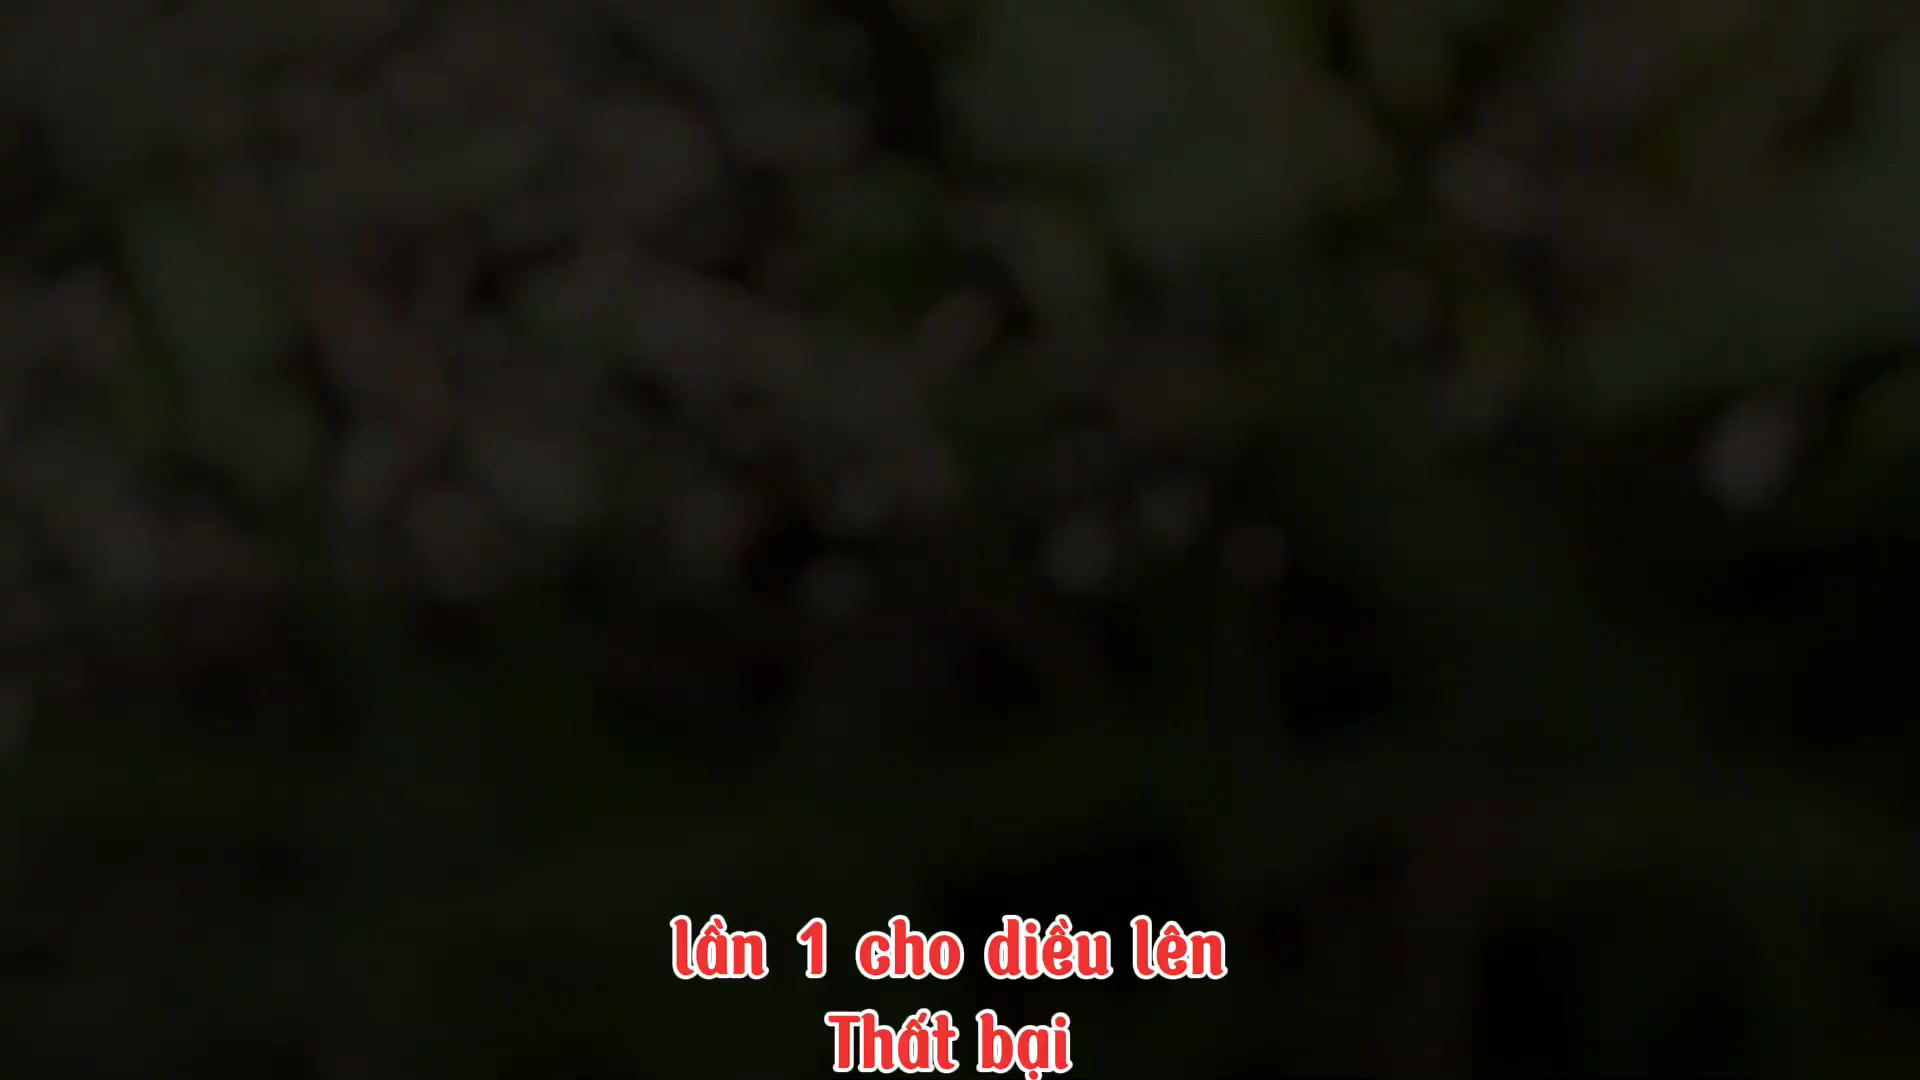 lần 1 cho diều lên
Thất bại